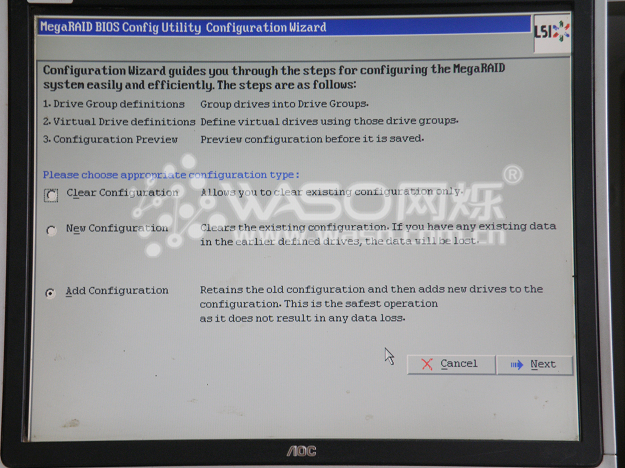 MegaRAID BIOS Config Utility Configuration Wizard
LSI
Configuration Wizard guides you through the steps for configuring the MegaRAID
system easily and efficiently. The steps are as follows:
1. Drive Group definitions Group drives into Drive Groups.
2. Virtual Drive definitions Define virtual drives using those drive groups.
3. Configuration Preview Preview configuration before it is saved.
Please choose appropriate configuration type:
Clear Configuration Allows you to clear existing configuration only.
WASO网烁®
New Configuration Clears the existing configuration. If you have any existing data
in the earlier defined drives, the data will be lost.
www.waso.com.cn
Add Configuration Retains the old configuration and then adds new drives to the
configuration. This is the safest operation
as it does not result in any data loss.
Cancel Next
AOC